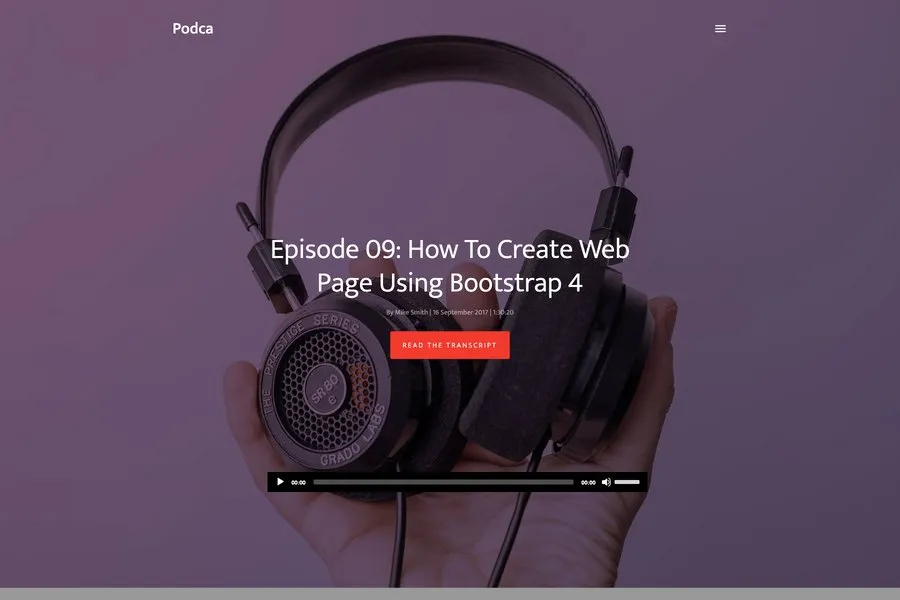 Podca
Episode 09: How To Create Web
Page Using Bootstrap 4
By Mike Smith | 16 September 2017 | 1:30:20
READ THE TRANSCRIPT
THE PRESTIGE SERIES
SR80
e
GRADO LABS
00:00
00:00